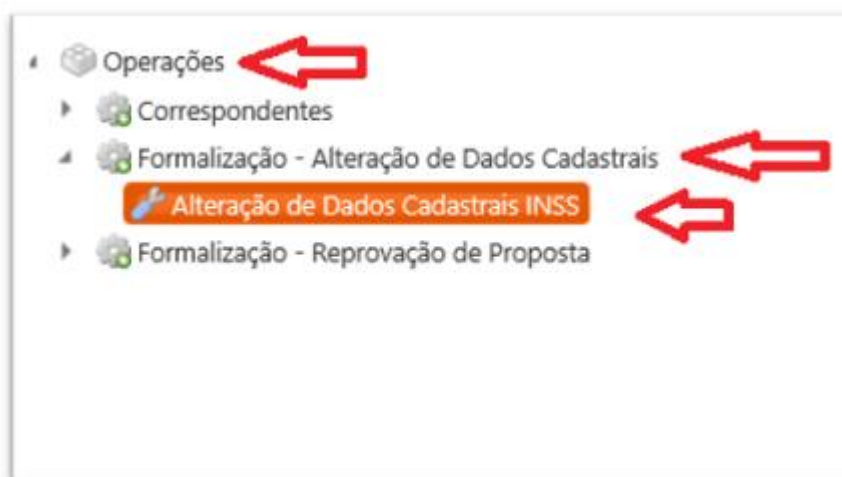 Operações
Correspondentes
Formalização - Alteração de Dados Cadastrais
Alteração de Dados Cadastrais INSS
Formalização - Reprovação de Proposta